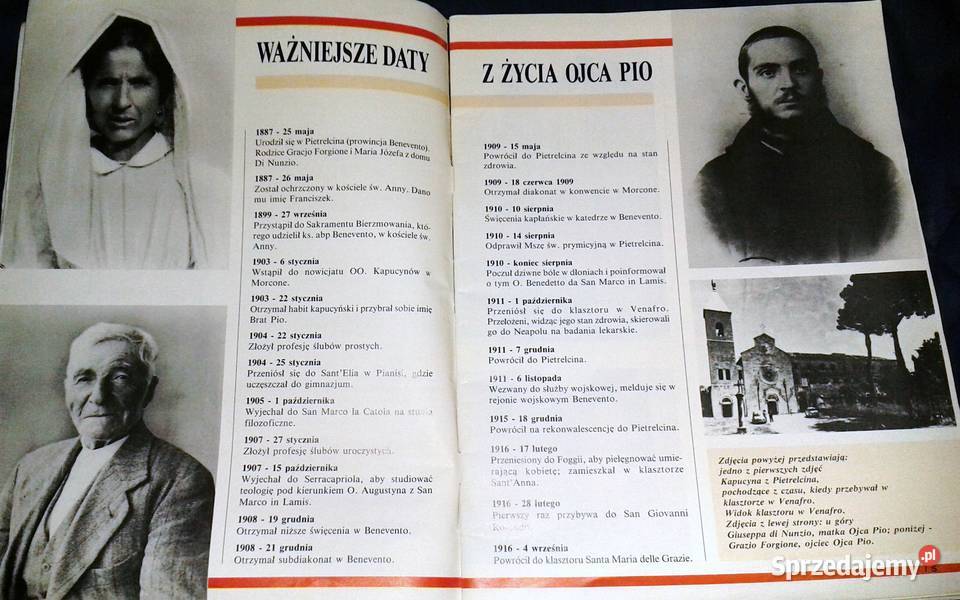 WAŻNIEJSZE DATY
1887 - 25 maja
Urodził się w Pietrelcina (prowincja Benevento).
Rodzice Gracjo Forgione i Maria Józefa z domu
Di Nunzio.
1887 - 26 maja
Został ochrzczony w kościele św. Anny. Dano
mu imię Franciszek.
1899 - 27 września
Przystąpił do Sakramentu Bierzmowania, któ-
rego udzielił ks. abp Benevento, w kościele św.
Anny.
1903 - 6 stycznia
Wstąpił do nowicjatu OO. Kapucynów w
Morcone.
1903 - 22 stycznia
Otrzymał habit kapucyński i przybrał sobie imię
Brat Pio.
1904 - 22 stycznia
Złożył profesję ślubów prostych.
1904 - 25 stycznia
Przeniósł się do Sant'Elia w Pianisi, gdzie
uczęszczał do gimnazjum.
1905 - 1 października
Wyjechał do San Marco la Catola na studia
filozoficzne.
1907 - 27 stycznia
Złożył profesję ślubów uroczystych.
1907 - 15 października
Wyjechał do Serracapriola, aby studiować
teologię pod kierunkiem O. Augustyna z San
Marco in Lamis.
1908 - 19 grudnia
Otrzymał niższe święcenia w Benevento.
1908 - 21 grudnia
Otrzymał subdiakonat w Benevento.
Z ŻYCIA OJCA PIO
1909 - 15 maja
Powrócił do Pietrelcina ze względu na stan
zdrowia.
1909 - 18 czerwca 1909
Otrzymał diakonat w konwencie w Morcone.
1910 - 10 sierpnia
Święcenia kapłańskie w katedrze w Benevento.
1910 - 14 sierpnia
Odprawił Mszę św. prymicyjną w Pietrelcina.
1910 - koniec sierpnia
Poczuł dziwne bóle w dłoniach i poinformował
o tym O. Benedetto da San Marco in Lamis.
1911 - 1 października
Przeniósł się do klasztoru w Venafro.
Przełożeni, widząc jego stan zdrowia, skierowali
go do Neapolu na badania lekarskie.
1911 - 7 grudnia
Powrócił do Pietrelcina.
1911 - 6 listopada
Wezwany do służby wojskowej, melduje się w
rejonie wojskowym Benevento.
1915 - 18 grudnia
Powrócił na rekonwalescencję do Pietrelcina.
1916 - 17 lutego
Przeniesiony do Foggii, aby pielęgnować umie-
rającą kobietę; zamieszkał w klasztorze
Sant'Anna.
1916 - 28 lutego
Pierwszy raz przybywa do San Giovanni
1916 - 4 września
Powrócił do klasztoru Santa Maria delle Grazie.
Zdjęcia powyżej przedstawiają:
jedno z pierwszych zdjęć
Kapucyna z Pietrelcina,
pochodzące z czasu, kiedy przebywał w
klasztorze w Venafro.
Widok klasztoru w Venafro.
Zdjęcia z lewej strony: u góry
Giuseppa di Nunzio, matka Ojca Pio; poniżej -
Grazio Forgione, ojciec Ojca Pio.
Sprzedajemy.pl